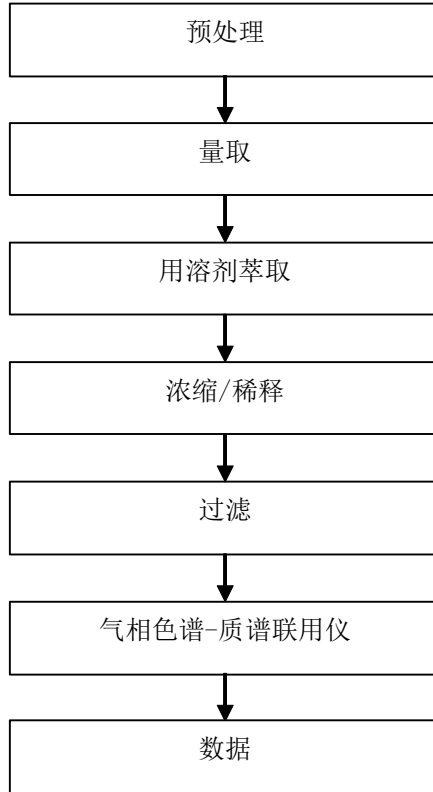 预处理
量取
用溶剂萃取
浓缩/稀释
过滤
气相色谱-质谱联用仪
数据